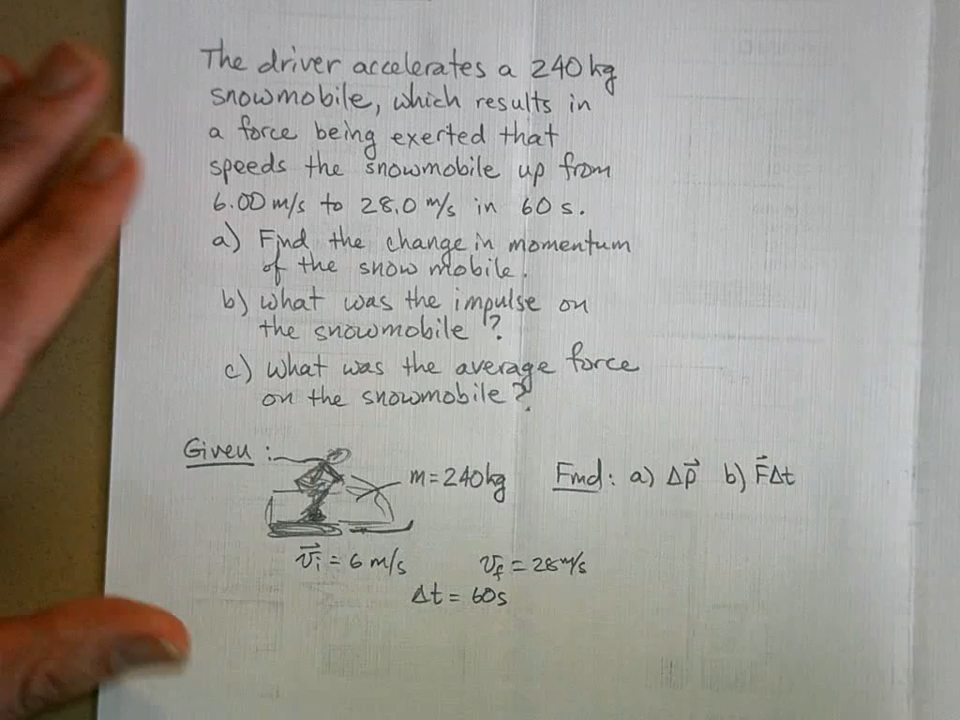 The driver accelerates a 240 kg
snowmobile, which results in
a force being exerted that
speeds the snowmobile up from
6.00 m/s to 28.0 m/s in 60 s.
a) Find the change in momentum
of the snow mobile.
b) what was the impulse on
the snowmobile?
c) what was the average force
on the snowmobile?
Given: m = 240 kg Find: a) Δp⃗ b) F⃗Δt
v⃗i = 6 m/s vf = 28 m/s
Δt = 60s